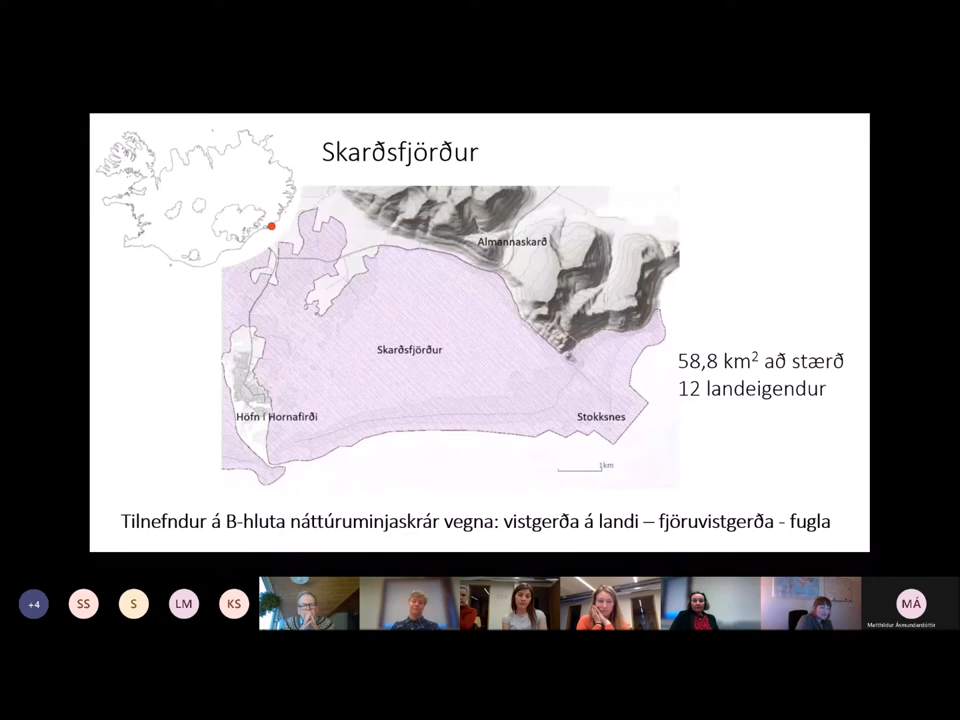 Skarðsfjörður
Almannaskarð
Skarðsfjörður
58,8 km² að stærð
12 landeigendur
Höfn í Hornafirði
Stokksnes
1km
Tilnefndur á B-hluta náttúruminjaskrár vegna: vistgerða á landi – fjöruvistgerða - fugla
+4
SS
S
LM
KS
MÁ
Matthildur Ásmundardóttir